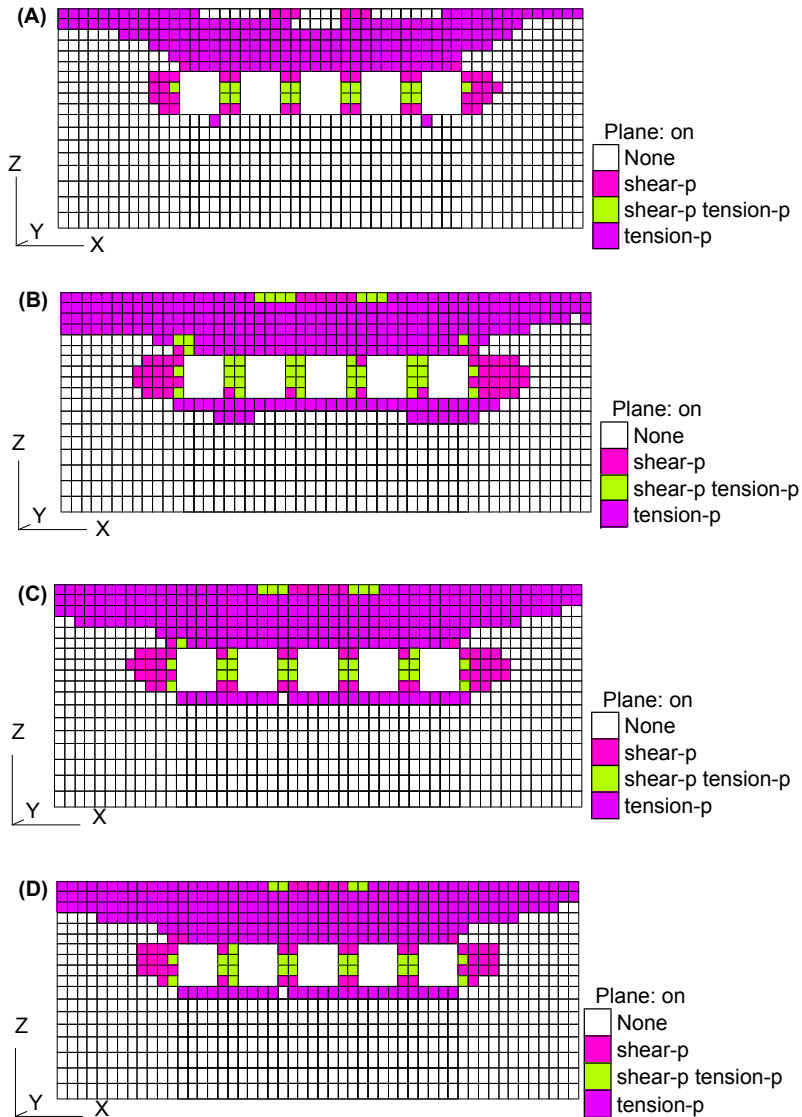 (A)
Plane: on
None
shear-p
shear-p tension-p
tension-p
Z
Y
X
(B)
Plane: on
None
shear-p
shear-p tension-p
tension-p
Z
Y
X
(C)
Plane: on
None
shear-p
shear-p tension-p
tension-p
Z
Y
X
(D)
Plane: on
None
shear-p
shear-p tension-p
tension-p
Z
Y
X